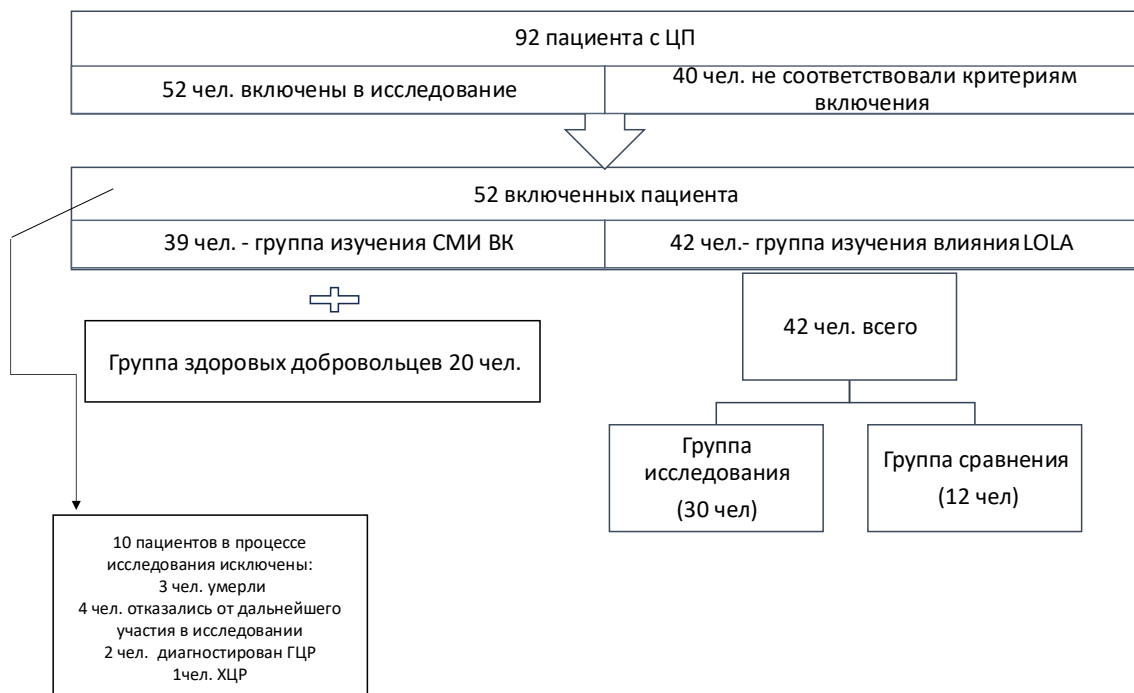 92 пациента с ЦП
52 чел. включены в исследование
40 чел. не соответствовали критериям
включения
52 включенных пациента
39 чел. - группа изучения СМИ ВК
42 чел.- группа изучения влияния LOLA
Группа здоровых добровольцев 20 чел.
42 чел. всего
Группа
исследования
(30 чел)
Группа сравнения
(12 чел)
10 пациентов в процессе
исследования исключены:
3 чел. умерли
4 чел. отказались от дальнейшего
участия в исследовании
2 чел. диагностирован ГЦР
1чел. ХЦР